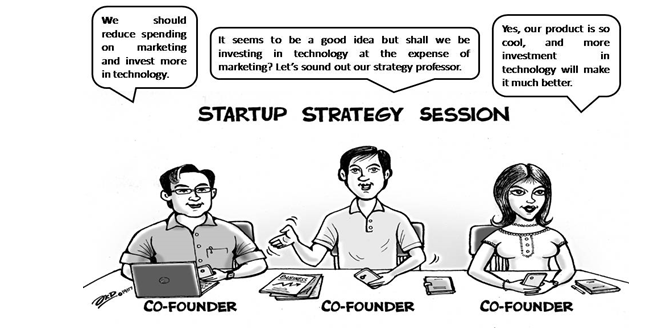 We should
reduce spending
on marketing
and invest more
in technology.
It seems to be a good idea but shall we be
investing in technology at the expense of
marketing? Let's sound out our strategy professor.
Yes, our product is so
cool, and more
investment in
technology will make
it much better.
STARTUP STRATEGY SESSION
BUSINESS
CO-FOUNDER
CO-FOUNDER
CO-FOUNDER